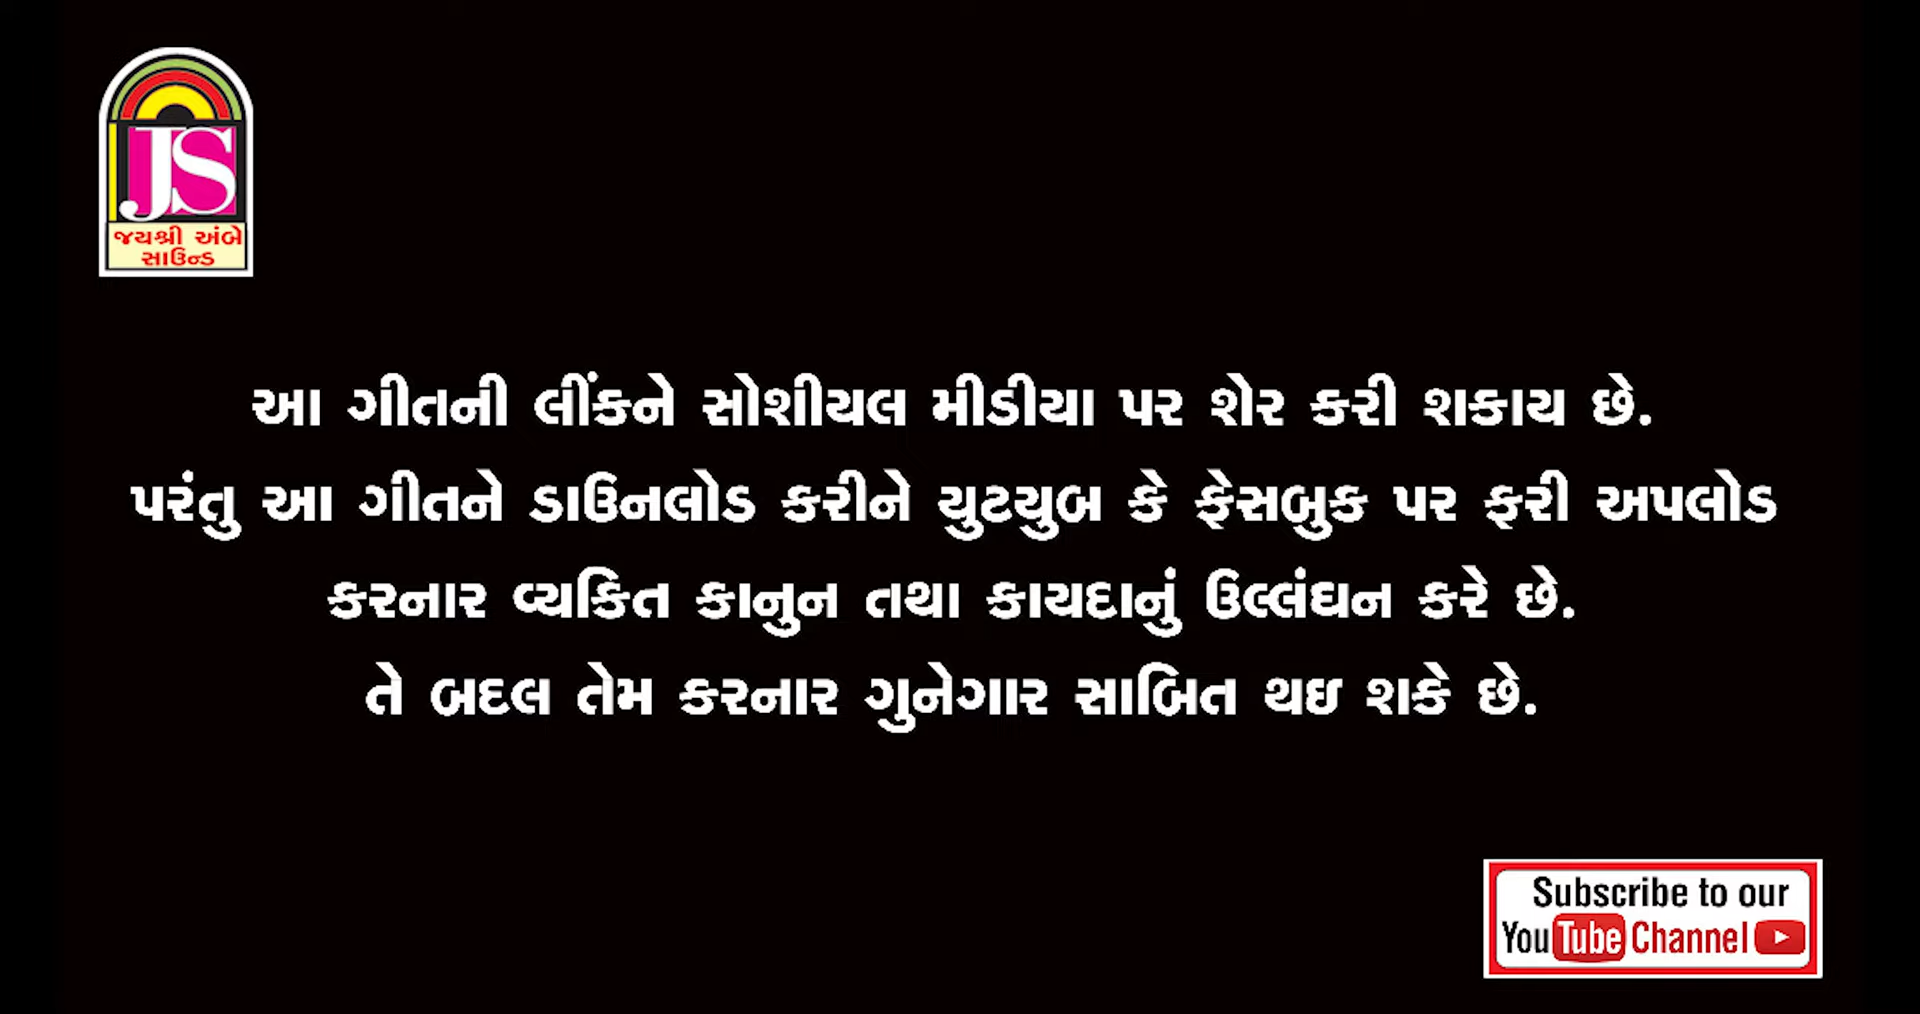 JS
જયશ્રી અંબે
સાઉન્ડ
આ ગીતની લીંકને સોશીયલ મીડીયા પર શેર કરી શકાય છે.
પરંતુ આ ગીતને ડાઉનલોડ કરીને યુટયુબ કે ફેસબુક પર ફરી અપલોડ
કરનાર વ્યકિત કાનુન તથા કાયદાનું ઉલ્લંઘન કરે છે.
તે બદલ તેમ કરનાર ગુનેગાર સાબિત થઇ શકે છે.
Subscribe to our
YouTube Channel